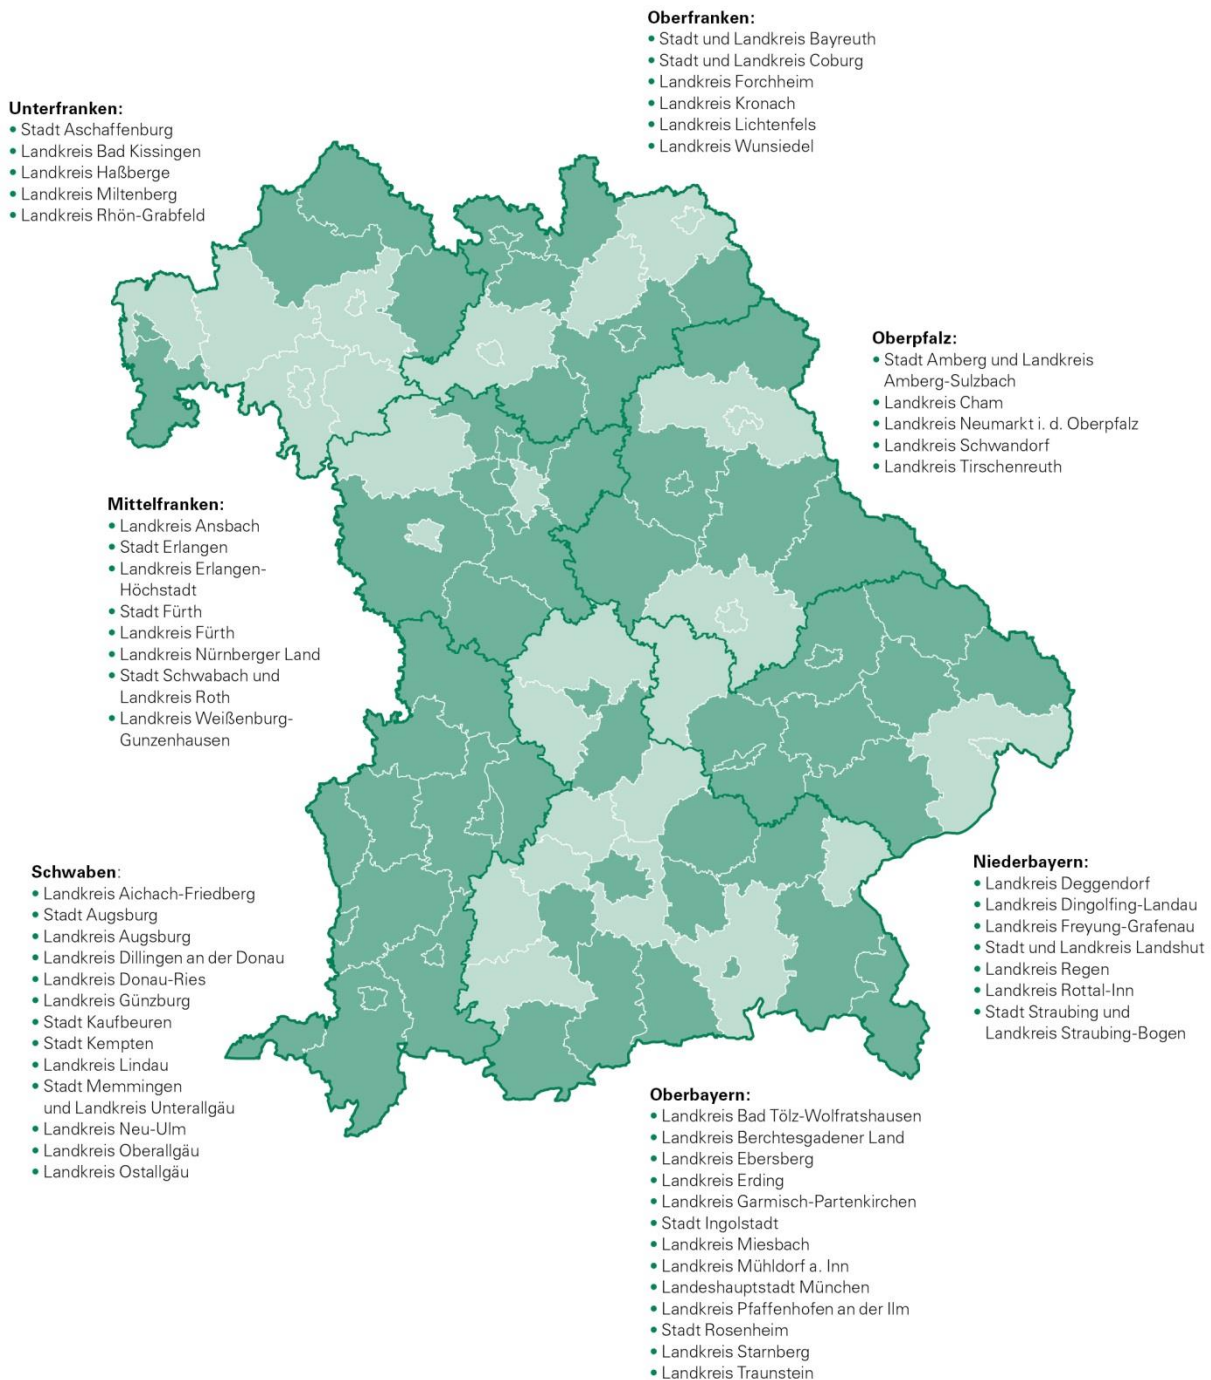 Oberfranken:
• Stadt und Landkreis Bayreuth
• Stadt und Landkreis Coburg
• Landkreis Forchheim
• Landkreis Kronach
• Landkreis Lichtenfels
• Landkreis Wunsiedel
Unterfranken:
• Stadt Aschaffenburg
• Landkreis Bad Kissingen
• Landkreis Haßberge
• Landkreis Miltenberg
• Landkreis Rhön-Grabfeld
Oberpfalz:
• Stadt Amberg und Landkreis
Amberg-Sulzbach
• Landkreis Cham
• Landkreis Neumarkt i. d. Oberpfalz
• Landkreis Schwandorf
• Landkreis Tirschenreuth
Mittelfranken:
• Landkreis Ansbach
• Stadt Erlangen
• Landkreis Erlangen-
Höchstadt
• Stadt Fürth
• Landkreis Fürth
• Landkreis Nürnberger Land
• Stadt Schwabach und
Landkreis Roth
• Landkreis Weißenburg-
Gunzenhausen
Schwaben:
• Landkreis Aichach-Friedberg
• Stadt Augsburg
• Landkreis Augsburg
• Landkreis Dillingen an der Donau
• Landkreis Donau-Ries
• Landkreis Günzburg
• Stadt Kaufbeuren
• Stadt Kempten
• Landkreis Lindau
• Stadt Memmingen
und Landkreis Unterallgäu
• Landkreis Neu-Ulm
• Landkreis Oberallgäu
• Landkreis Ostallgäu
Niederbayern:
• Landkreis Deggendorf
• Landkreis Dingolfing-Landau
• Landkreis Freyung-Grafenau
• Stadt und Landkreis Landshut
• Landkreis Regen
• Landkreis Rottal-Inn
• Stadt Straubing und
Landkreis Straubing-Bogen
Oberbayern:
• Landkreis Bad Tölz-Wolfratshausen
• Landkreis Berchtesgadener Land
• Landkreis Ebersberg
• Landkreis Erding
• Landkreis Garmisch-Partenkirchen
• Stadt Ingolstadt
• Landkreis Miesbach
• Landkreis Mühldorf a. Inn
• Landeshauptstadt München
• Landkreis Pfaffenhofen an der Ilm
• Stadt Rosenheim
• Landkreis Starnberg
• Landkreis Traunstein